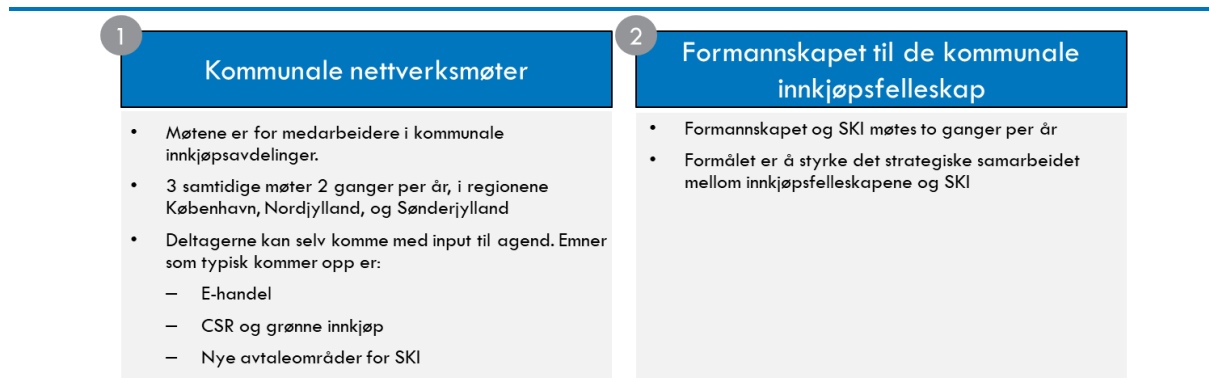 1
Kommunale nettverksmøter
• Møtene er for medarbeidere i kommunale
innkjøpsavdelinger.
• 3 samtidige møter 2 ganger per år, i regionene
København, Nordjylland, og Sønderjylland
• Deltagerne kan selv komme med input til agend. Emner
som typisk kommer opp er:
– E-handel
– CSR og grønne innkjøp
– Nye avtaleområder for SKI
2
Formannskapet til de kommunale
innkjøpsfelleskap
• Formannskapet og SKI møtes to ganger per år
• Formålet er å styrke det strategiske samarbeidet
mellom innkjøpsfelleskapene og SKI